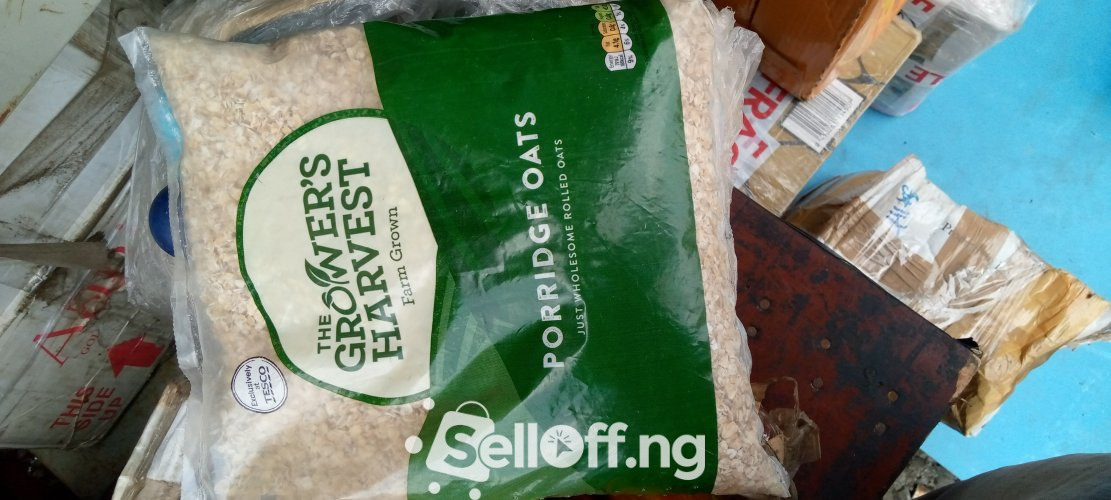 THE
GROWER'S
HARVEST
Farm Grown
Exclusively
at
TESCO
PORRIDGE OATS
JUST WHOLESOME ROLLED OATS
SellOff.ng
THIS
SIDE
UP